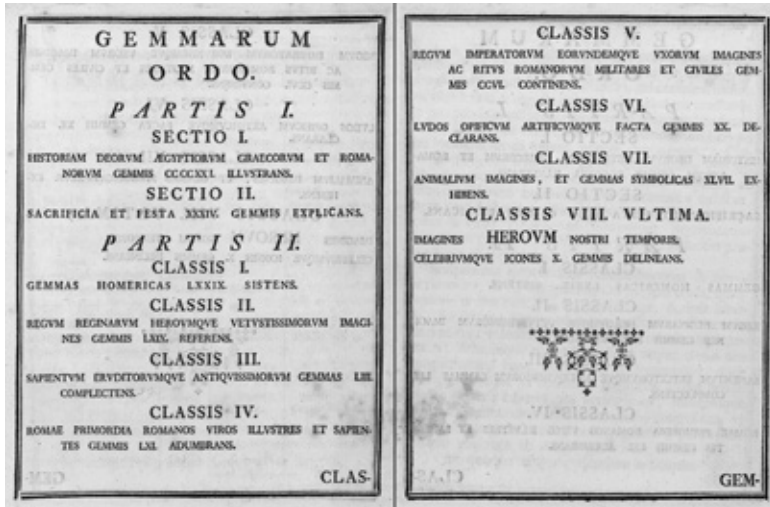 GEMMARUM
ORDO.
PARTIS I.
SECTIO I.
HISTORIAM DEORVM ÆGYPTIORVM GRAECORVM ET ROMA-
NORVM GEMMIS CCCCXXI. ILLVSTRANS.
SECTIO II.
SACRIFICIA ET FESTA XXXIV. GEMMIS EXPLICANS.
PARTIS II.
CLASSIS I.
GEMMAS HOMERICAS LXXIX. SISTENS.
CLASSIS II.
REGVM REGINARVM HEROVMQVE VETVSTISSIMORVM IMAGI-
NES GEMMIS LXIX. REFERENS.
CLASSIS III.
SAPIENTVM ERVDITORVMQVE ANTIQVISSIMORVM GEMMAS LIII.
COMPLECTENS.
CLASSIS IV.
ROMAE PRIMORDIA ROMANOS VIROS ILLVSTRES ET SAPIEN-
TES GEMMIS LXI. ADUMBRANS.
CLAS-
CLASSIS V.
REGVM IMPERATORVM EORVNDEMQVE VXORVM IMAGINES
AC RITVS ROMANORVM MILITARES ET CIVILES GEM-
MIS CCVI. CONTINENS.
CLASSIS VI.
LVDOS OPIFICVM ARTIFICVMQVE FACTA GEMMIS XX. DE-
CLARANS.
CLASSIS VII.
ANIMALIVM IMAGINES, ET GEMMAS SYMBOLICAS XLVII. EX-
HIBENS.
CLASSIS VIII VLTIMA.
IMAGINES HEROVM NOSTRI TEMPORIS.
CELEBRIVMQVE ICONES X. GEMMIS DELINEANS.
GEM-